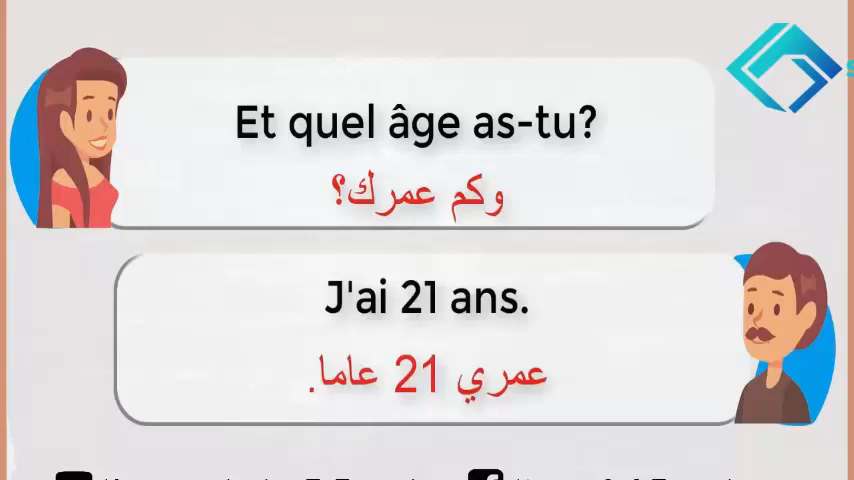 Et quel âge as-tu?
وكم عمرك؟
J'ai 21 ans.
عمري 21 عاما.